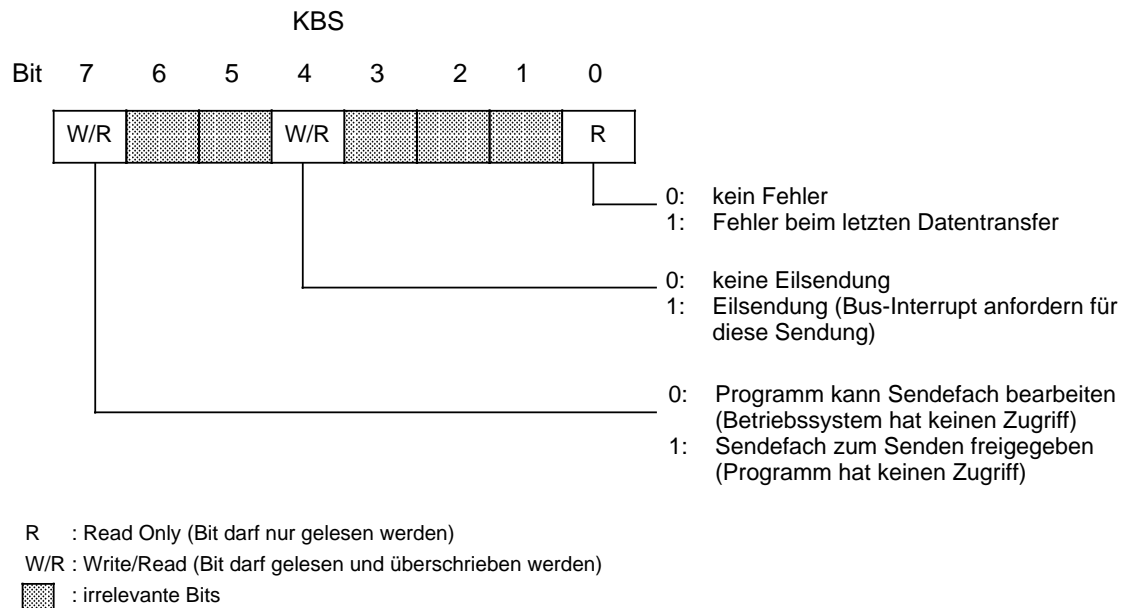 KBS
Bit 7 6 5 4 3 2 1 0
W/R W/R R
0: kein Fehler
1: Fehler beim letzten Datentransfer
0: keine Eilsendung
1: Eilsendung (Bus-Interrupt anfordern für
diese Sendung)
0: Programm kann Sendefach bearbeiten
(Betriebssystem hat keinen Zugriff)
1: Sendefach zum Senden freigegeben
(Programm hat keinen Zugriff)
R : Read Only (Bit darf nur gelesen werden)
W/R : Write/Read (Bit darf gelesen und überschrieben werden)
: irrelevante Bits